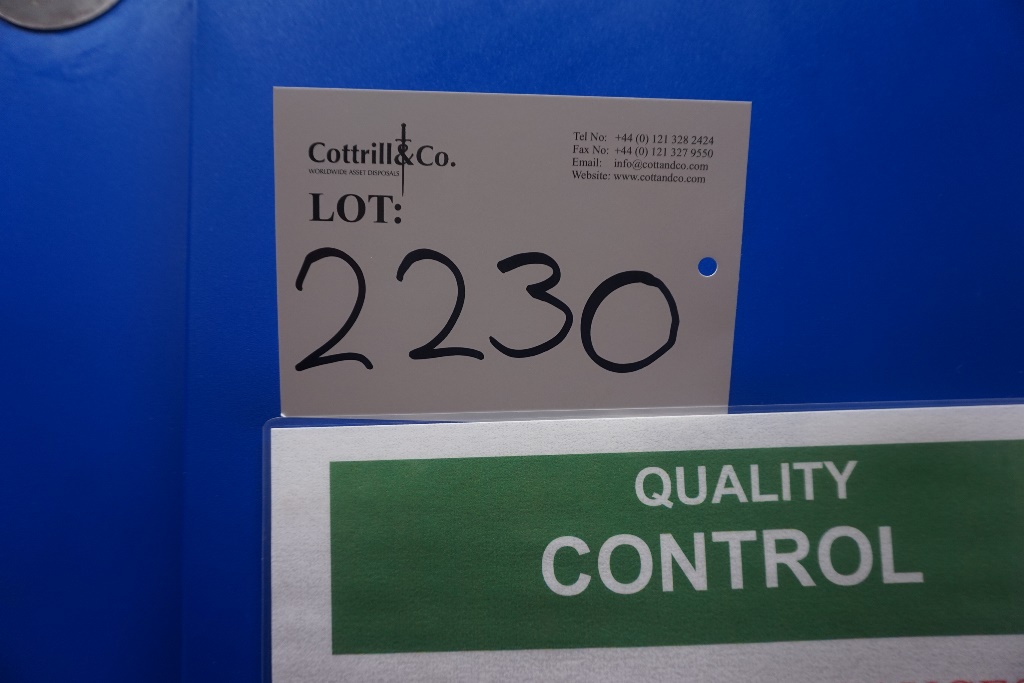 Cottrill&Co.
WORLDWIDE ASSET DISPOSALS
Tel No: +44 (0) 121 328 2424
Fax No: +44 (0) 121 327 9550
Email: info@cottandco.com
Website: www.cottandco.com
LOT:
2230
QUALITY
CONTROL